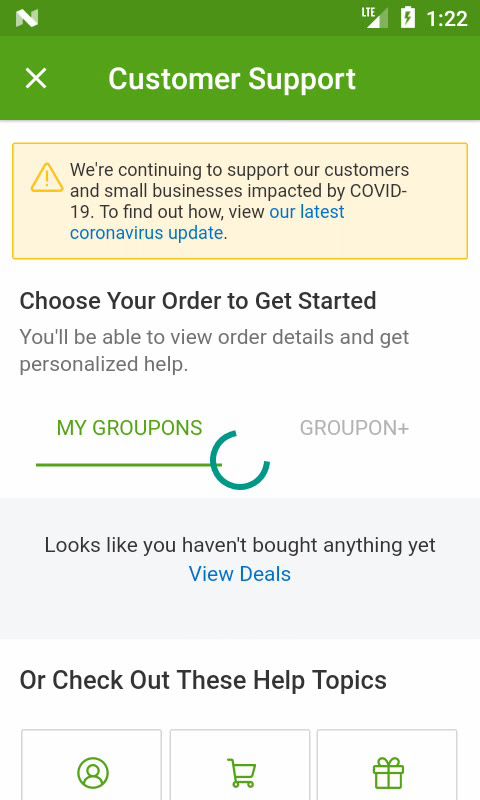 LTE 1:22
Customer Support
We're continuing to support our customers
and small businesses impacted by COVID-
19. To find out how, view our latest
coronavirus update.
Choose Your Order to Get Started
You'll be able to view order details and get
personalized help.
MY GROUPONS GROUPON+
Looks like you haven't bought anything yet
View Deals
Or Check Out These Help Topics